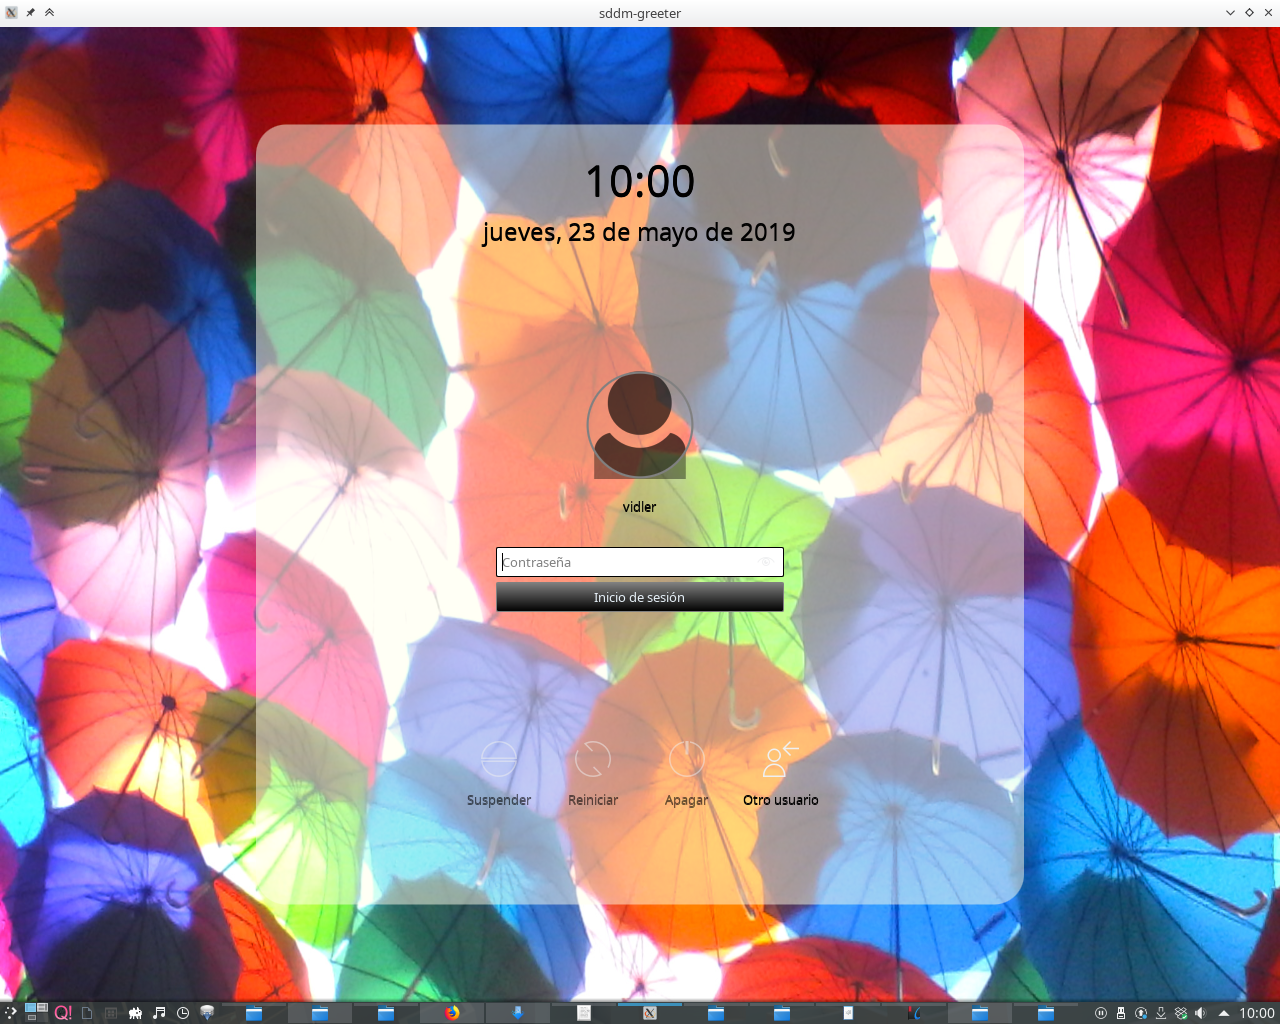 sddm-greeter
10:00
jueves, 23 de mayo de 2019
vidler
Contraseña
Inicio de sesión
Suspender
Reiniciar
Apagar
Otro usuario
Q!
10:00